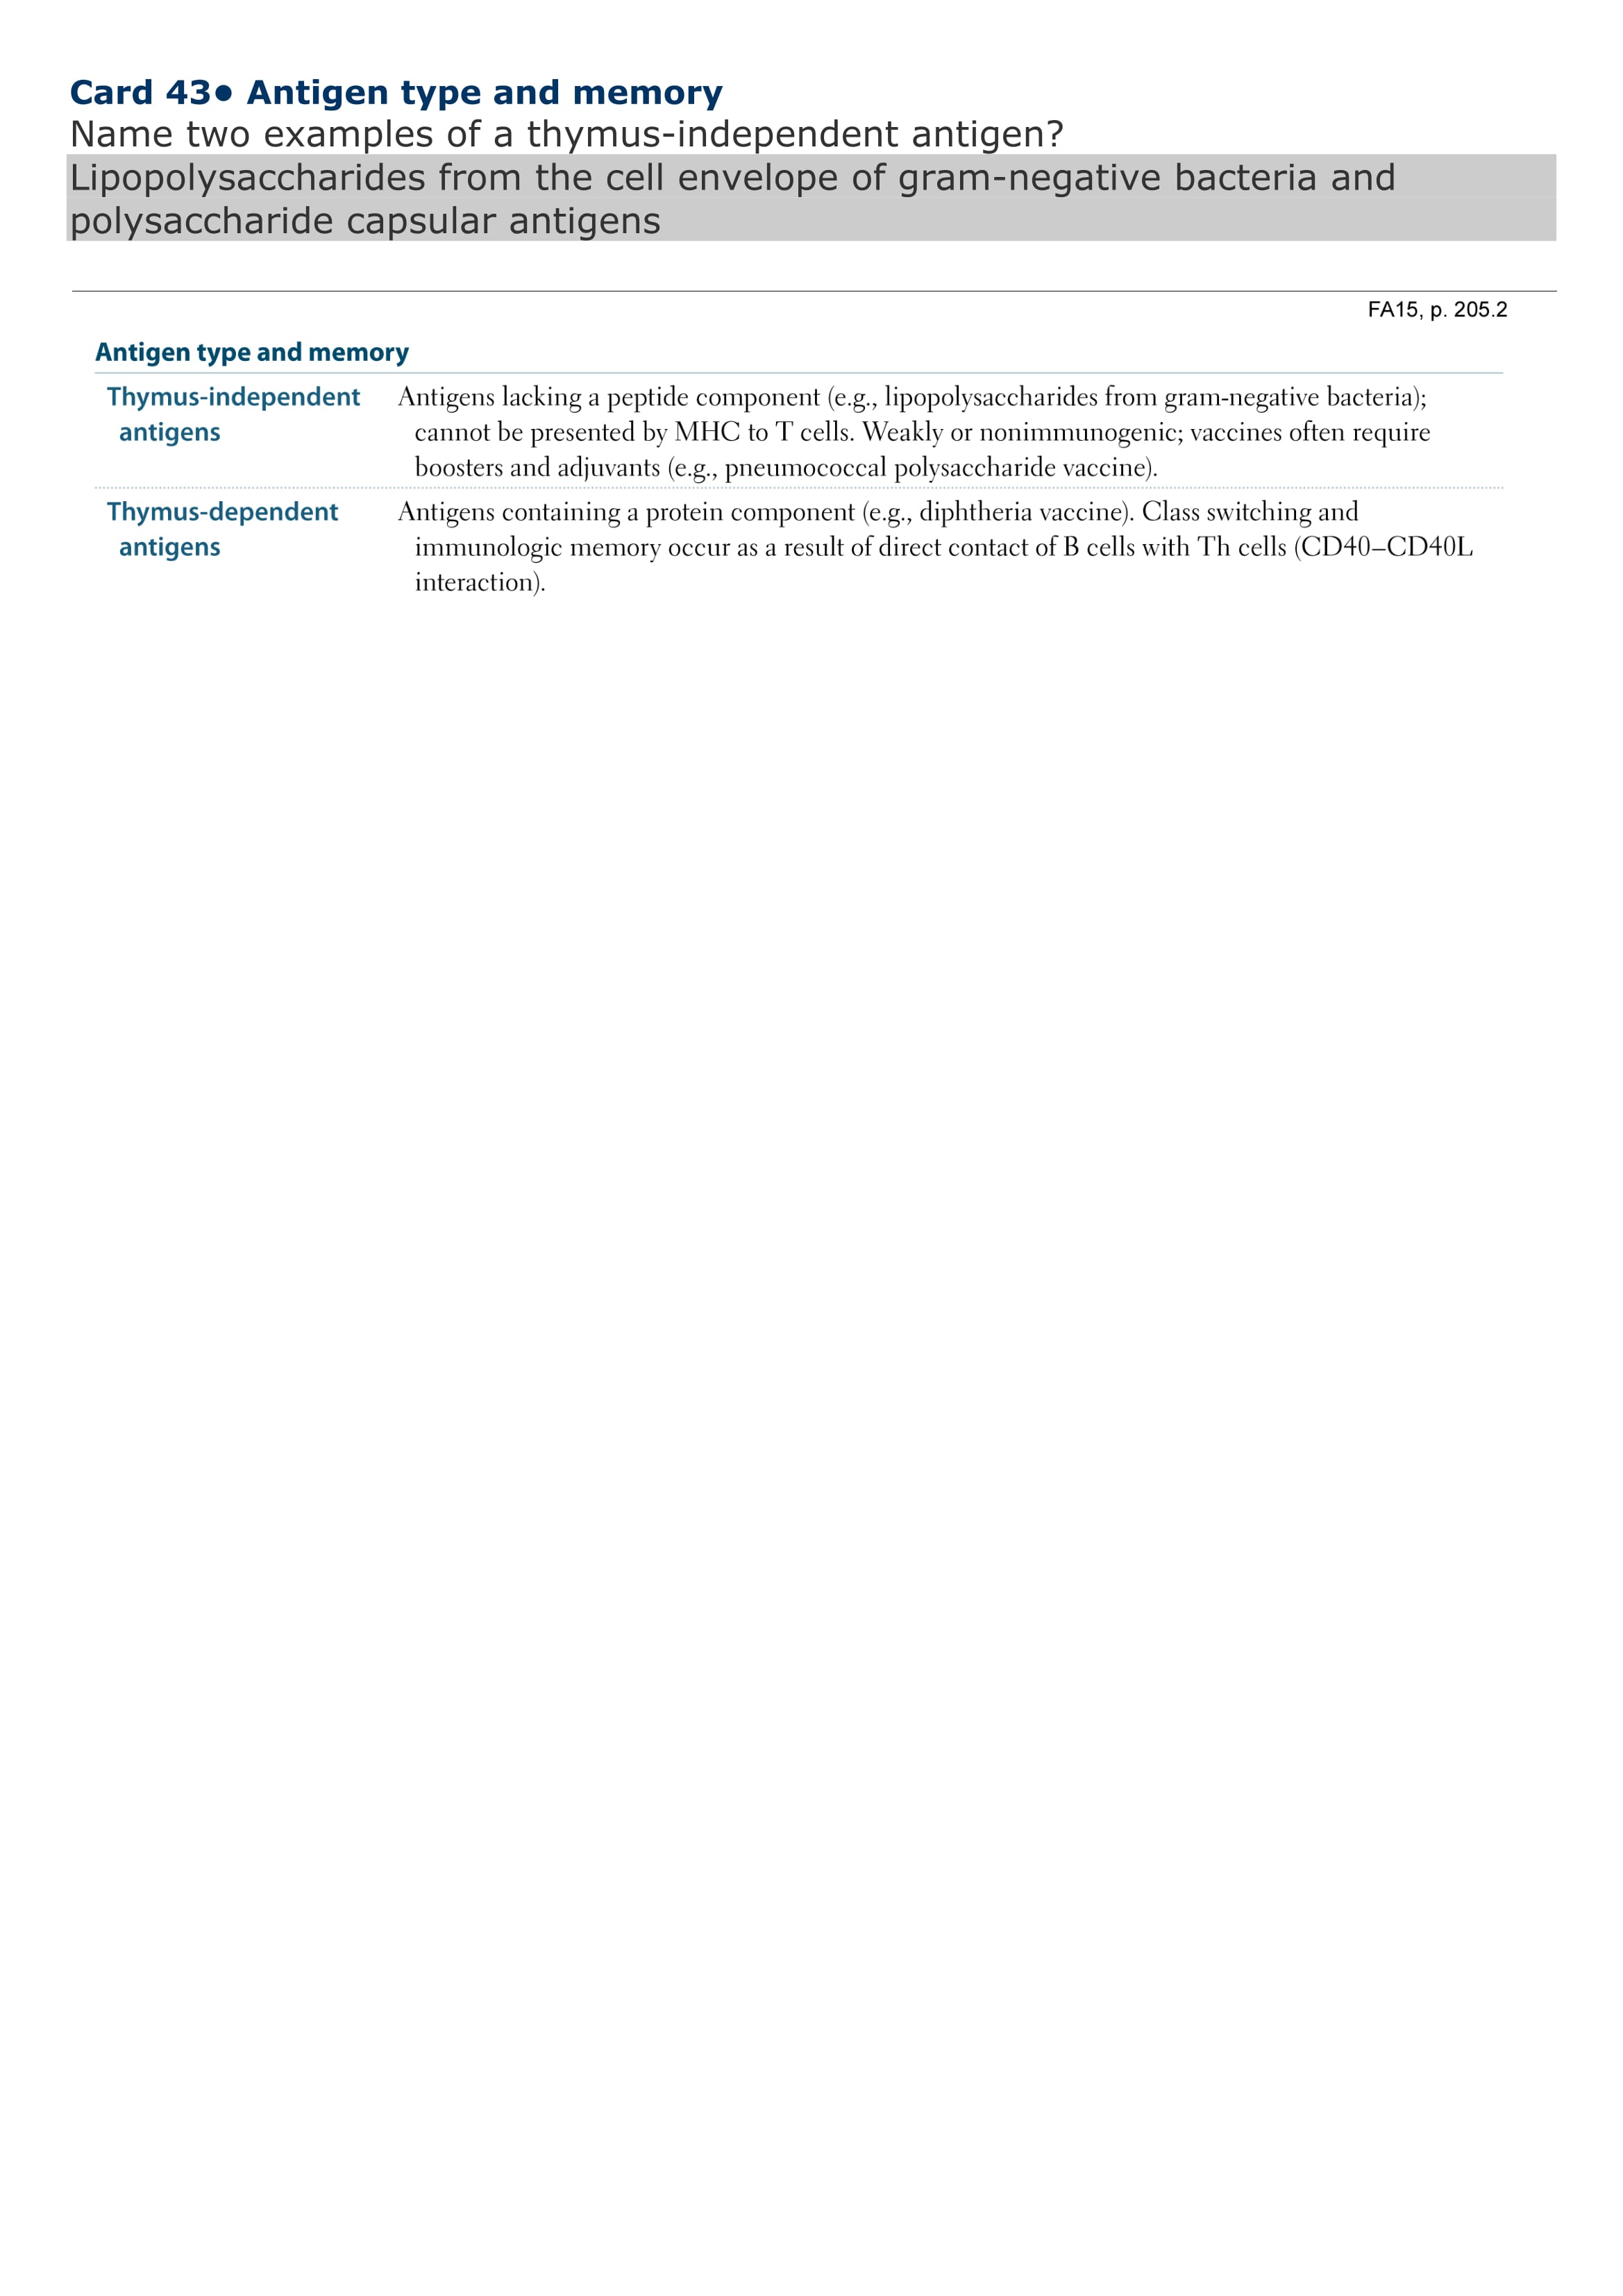 Card 43• Antigen type and memory
Name two examples of a thymus-independent antigen?
Lipopolysaccharides from the cell envelope of gram-negative bacteria and
polysaccharide capsular antigens
FA15, p. 205.2
Antigen type and memory
Thymus-independent Antigens lacking a peptide component (e.g., lipopolysaccharides from gram-negative bacteria);
antigens cannot be presented by MHC to T cells. Weakly or nonimmunogenic; vaccines often require
boosters and adjuvants (e.g., pneumococcal polysaccharide vaccine).
Thymus-dependent Antigens containing a protein component (e.g., diphtheria vaccine). Class switching and
antigens immunologic memory occur as a result of direct contact of B cells with Th cells (CD40–CD40L
interaction).